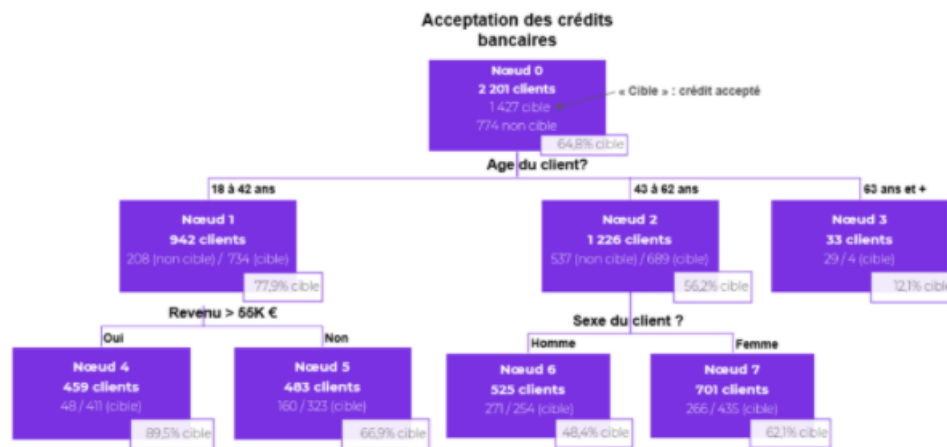 Acceptation des crédits
bancaires
Nœud 0
2 201 clients
1 427 cible
774 non cible
64,8% cible
« Cible » : crédit accepté
Age du client?
18 à 42 ans
43 à 62 ans
63 ans et +
Nœud 1
942 clients
208 (non cible) / 734 (cible)
77,9% cible
Nœud 2
1 226 clients
537 (non cible) / 689 (cible)
56,2% cible
Nœud 3
33 clients
29 / 4 (cible)
12,1% cible
Revenu > 55K €
Oui
Non
Sexe du client ?
Homme
Femme
Nœud 4
459 clients
48 / 411 (cible)
89,5% cible
Nœud 5
483 clients
160 / 323 (cible)
66,9% cible
Nœud 6
525 clients
271 / 254 (cible)
48,4% cible
Nœud 7
701 clients
266 / 435 (cible)
62,1% cible